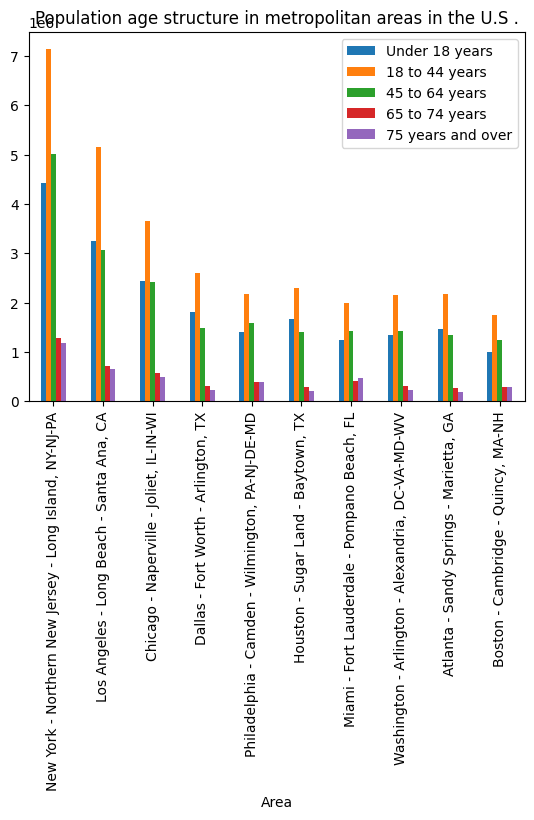 Population age structure in metropolitan areas in the U.S .
1e6
7
6
5
4
3
2
1
0
Under 18 years
18 to 44 years
45 to 64 years
65 to 74 years
75 years and over
New York - Northern New Jersey - Long Island, NY-NJ-PA
Los Angeles - Long Beach - Santa Ana, CA
Chicago - Naperville - Joliet, IL-IN-WI
Dallas - Fort Worth - Arlington, TX
Philadelphia - Camden - Wilmington, PA-NJ-DE-MD
Houston - Sugar Land - Baytown, TX
Miami - Fort Lauderdale - Pompano Beach, FL
Washington - Arlington - Alexandria, DC-VA-MD-WV
Atlanta - Sandy Springs - Marietta, GA
Boston - Cambridge - Quincy, MA-NH
Area